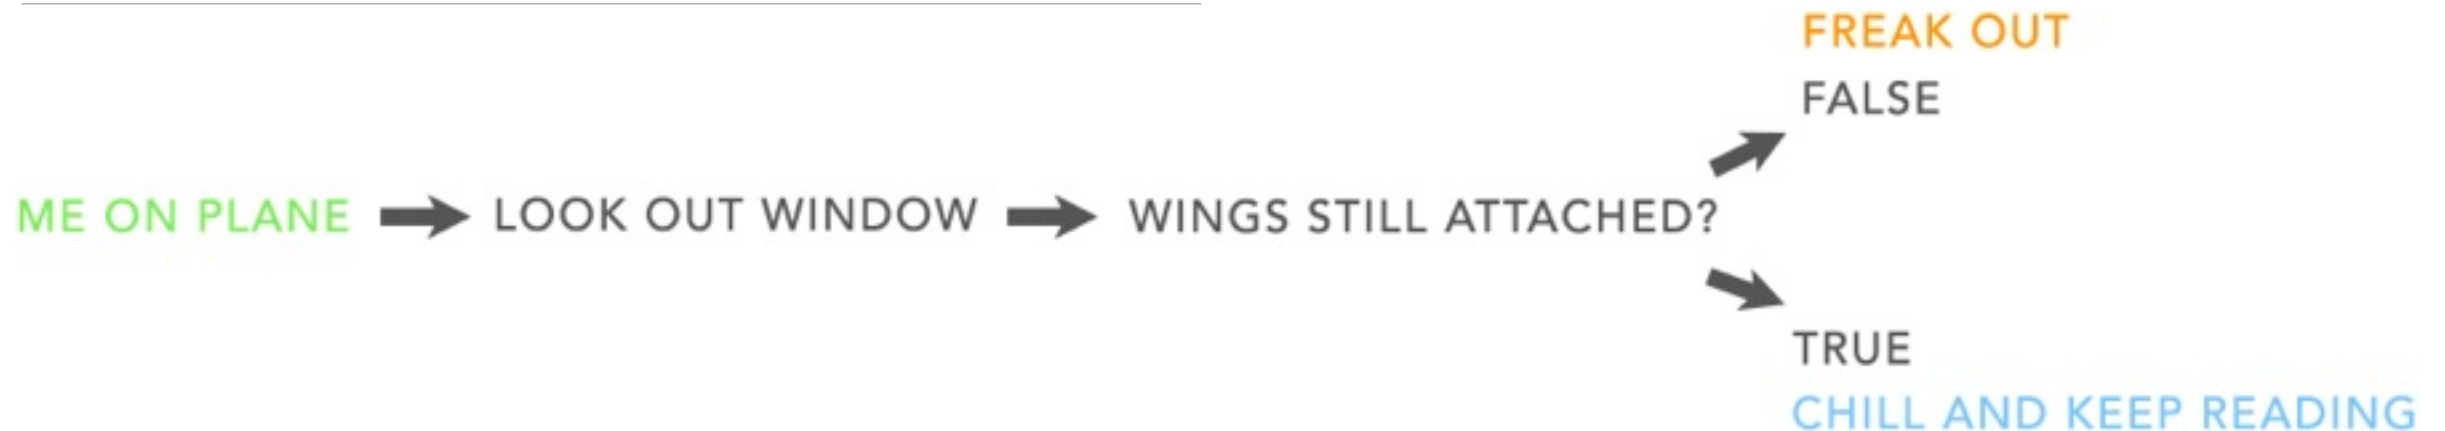 FREAK OUT
FALSE
ME ON PLANE LOOK OUT WINDOW WINGS STILL ATTACHED?
TRUE
CHILL AND KEEP READING